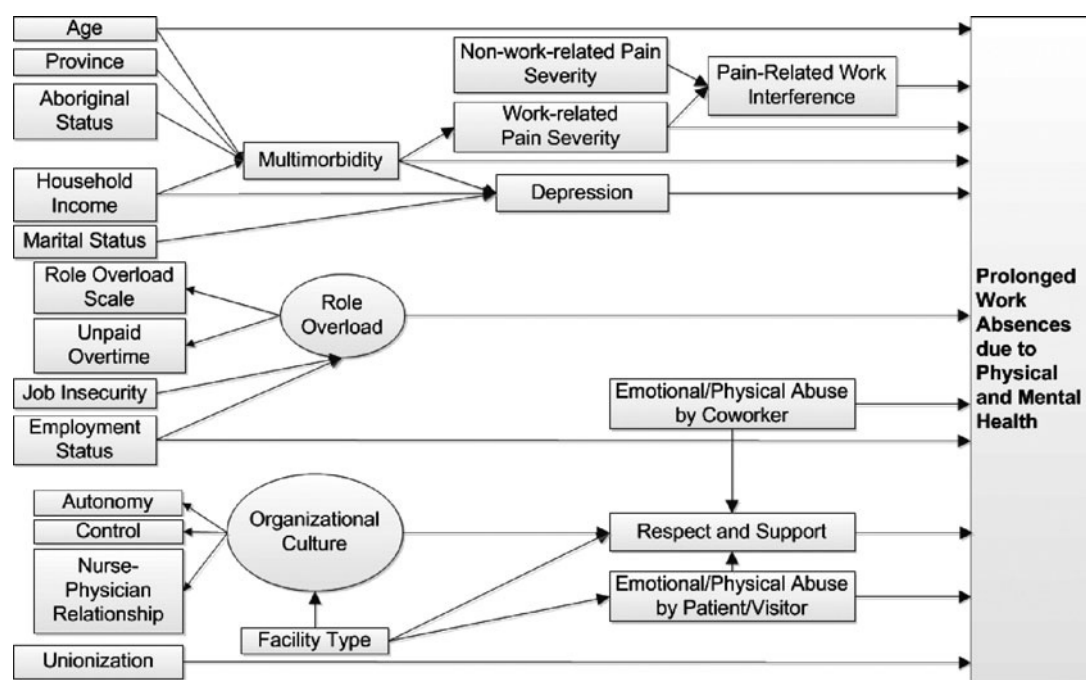 Age
Province
Aboriginal
Status
Household
Income
Marital Status
Multimorbidity
Non-work-related Pain
Severity
Work-related
Pain Severity
Pain-Related Work
Interference
Depression
Role Overload
Scale
Unpaid
Overtime
Role
Overload
Job Insecurity
Employment
Status
Emotional/Physical Abuse
by Coworker
Autonomy
Control
Nurse-
Physician
Relationship
Organizational
Culture
Respect and Support
Emotional/Physical Abuse
by Patient/Visitor
Facility Type
Unionization
Prolonged
Work
Absences
due to
Physical
and Mental
Health